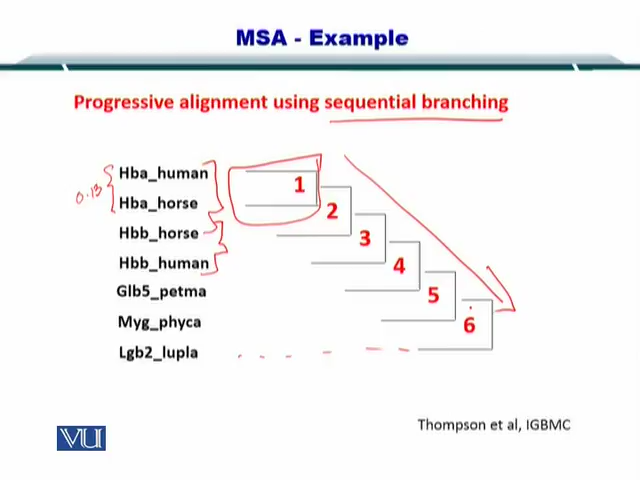 MSA - Example
Progressive alignment using sequential branching
Hba_human
0.13
Hba_horse
Hbb_horse
Hbb_human
Glb5_petma
Myg_phyca
Lgb2_lupla
1
2
3
4
5
6
Thompson et al, IGBMC
VU